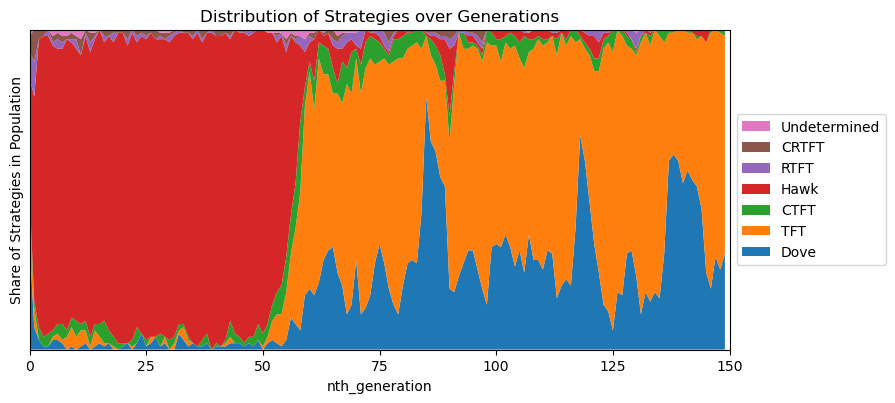 Distribution of Strategies over Generations
Share of Strategies in Population
0 25 50 75 100 125 150
nth_generation
Undetermined
CRTFT
RTFT
Hawk
CTFT
TFT
Dove